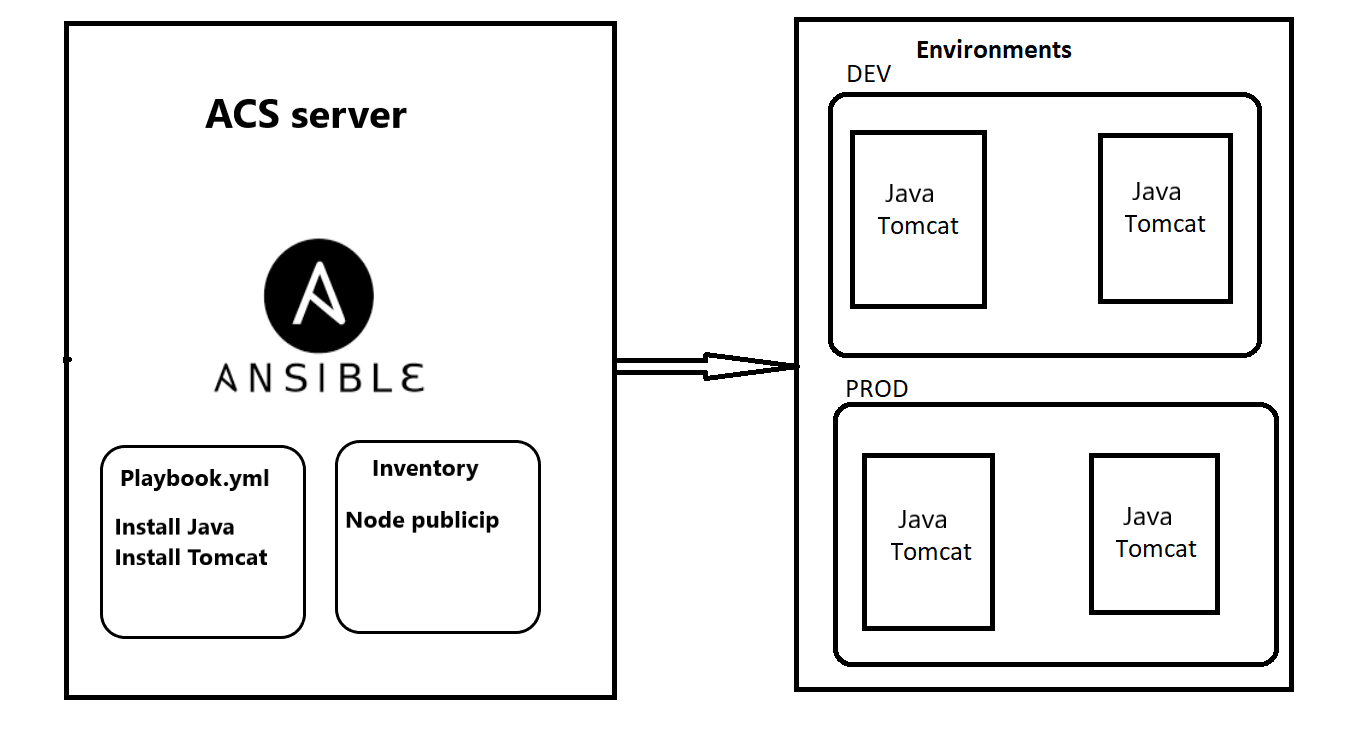 ACS server
ANSIBLE
Playbook.yml
Install Java
Install Tomcat
Inventory
Node publicip
Environments
DEV
Java
Tomcat
Java
Tomcat
PROD
Java
Tomcat
Java
Tomcat